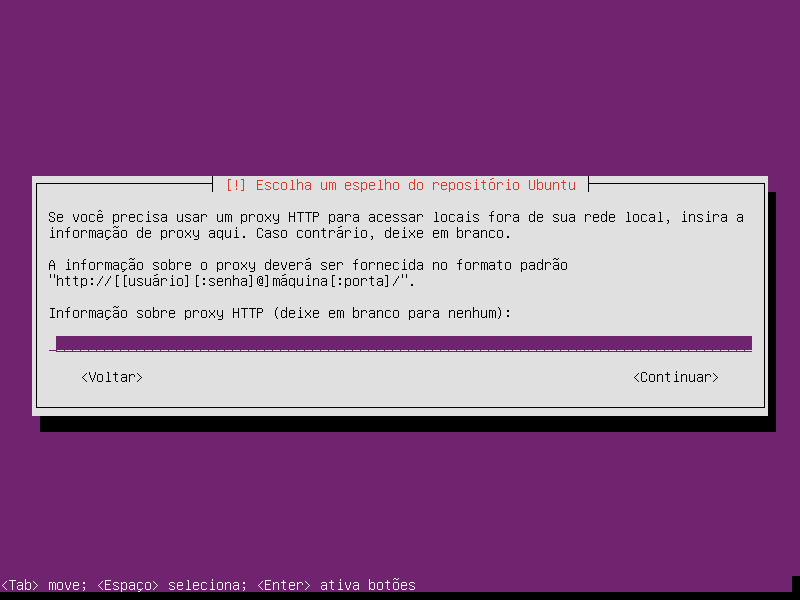 [!] Escolha um espelho do repositório Ubuntu
Se você precisa usar um proxy HTTP para acessar locais fora de sua rede local, insira a
informação de proxy aqui. Caso contrário, deixe em branco.
A informação sobre o proxy deverá ser fornecida no formato padrão
"http://[[usuário][:senha]@]máquina[:porta]/".
Informação sobre proxy HTTP (deixe em branco para nenhum):
<Voltar> <Continuar>
<Tab> move; <Espaço> seleciona; <Enter> ativa botões